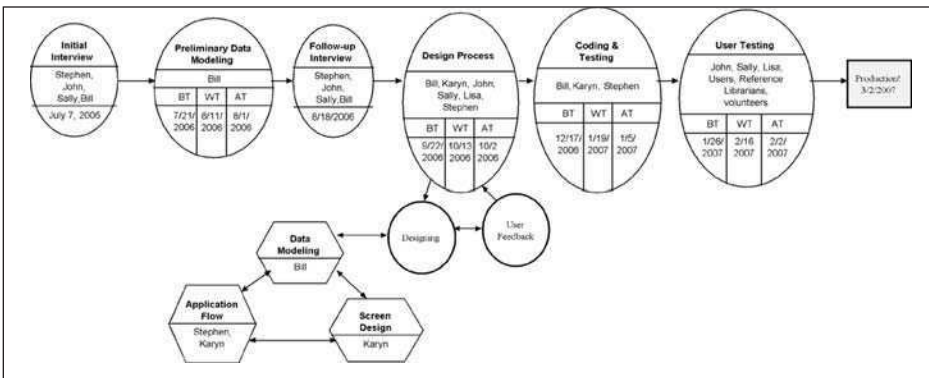 Initial
Interview
Stephen,
John,
Sally,Bill
July 7, 2006
Preliminary Data
Modeling
Bill
BT WT AT
7/21/ 8/11/ 8/1/
2006 2006 2006
Follow-up
Interview
Stephen,
John,
Sally,Bill
8/18/2006
Design Process
Bill, Karyn, John,
Sally, Lisa,
Stephen
BT WT AT
9/22/ 10/13 10/2
2006 2006 2006
Coding &
Testing
Bill, Karyn, Stephen
BT WT AT
12/17/ 1/19/ 1/5/
2006 2007 2007
User Testing
John, Sally, Lisa,
Users, Reference
Librarians,
volunteers
BT WT AT
1/26/ 2/16 2/2/
2007 2007 2007
Production/
3/2/2007
Designing
User
Feedback
Data
Modeling
Bill
Application
Flow
Stephen,
Karyn
Screen
Design
Karyn